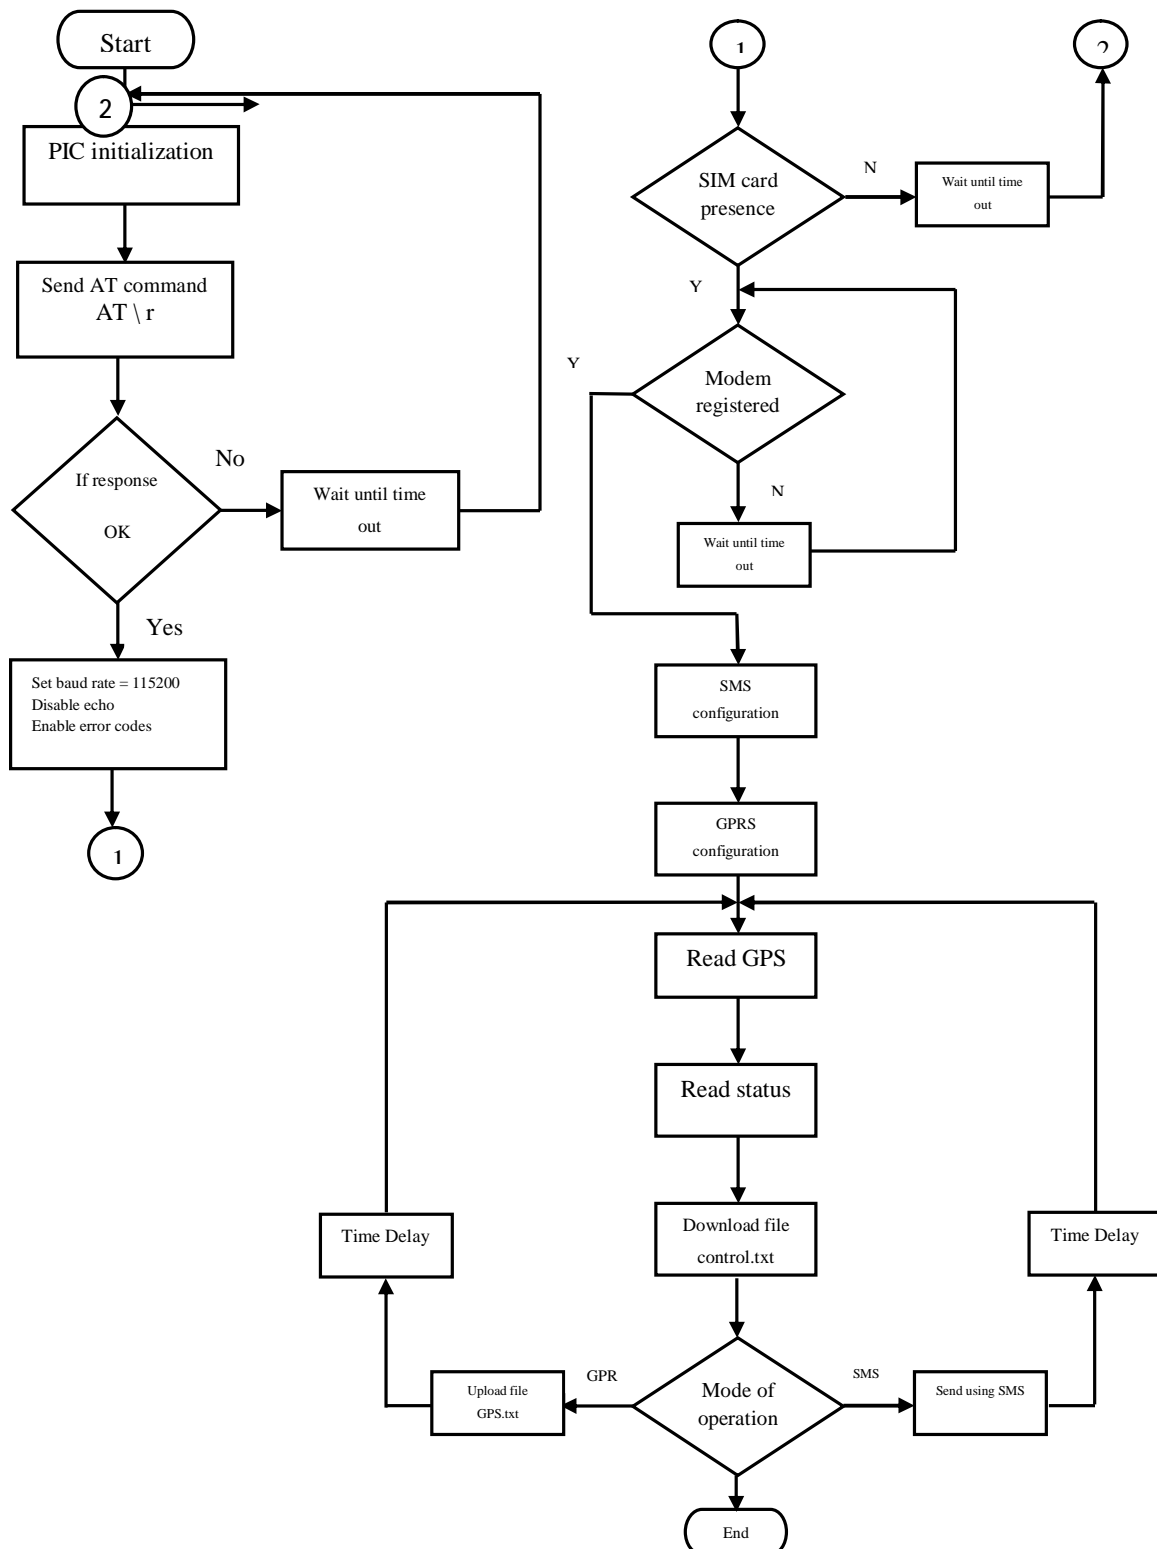 Start
2
PIC initialization
Send AT command
AT \ r
If response
OK
No
Wait until time
out
Yes
Set baud rate = 115200
Disable echo
Enable error codes
1
1
2
SIM card
presence
N
Wait until time
out
Y
Modem
registered
Y
N
Wait until time
out
SMS
configuration
GPRS
configuration
Read GPS
Read status
Download file
control.txt
Time Delay
Time Delay
Mode of
operation
GPR
Upload file
GPS.txt
SMS
Send using SMS
End